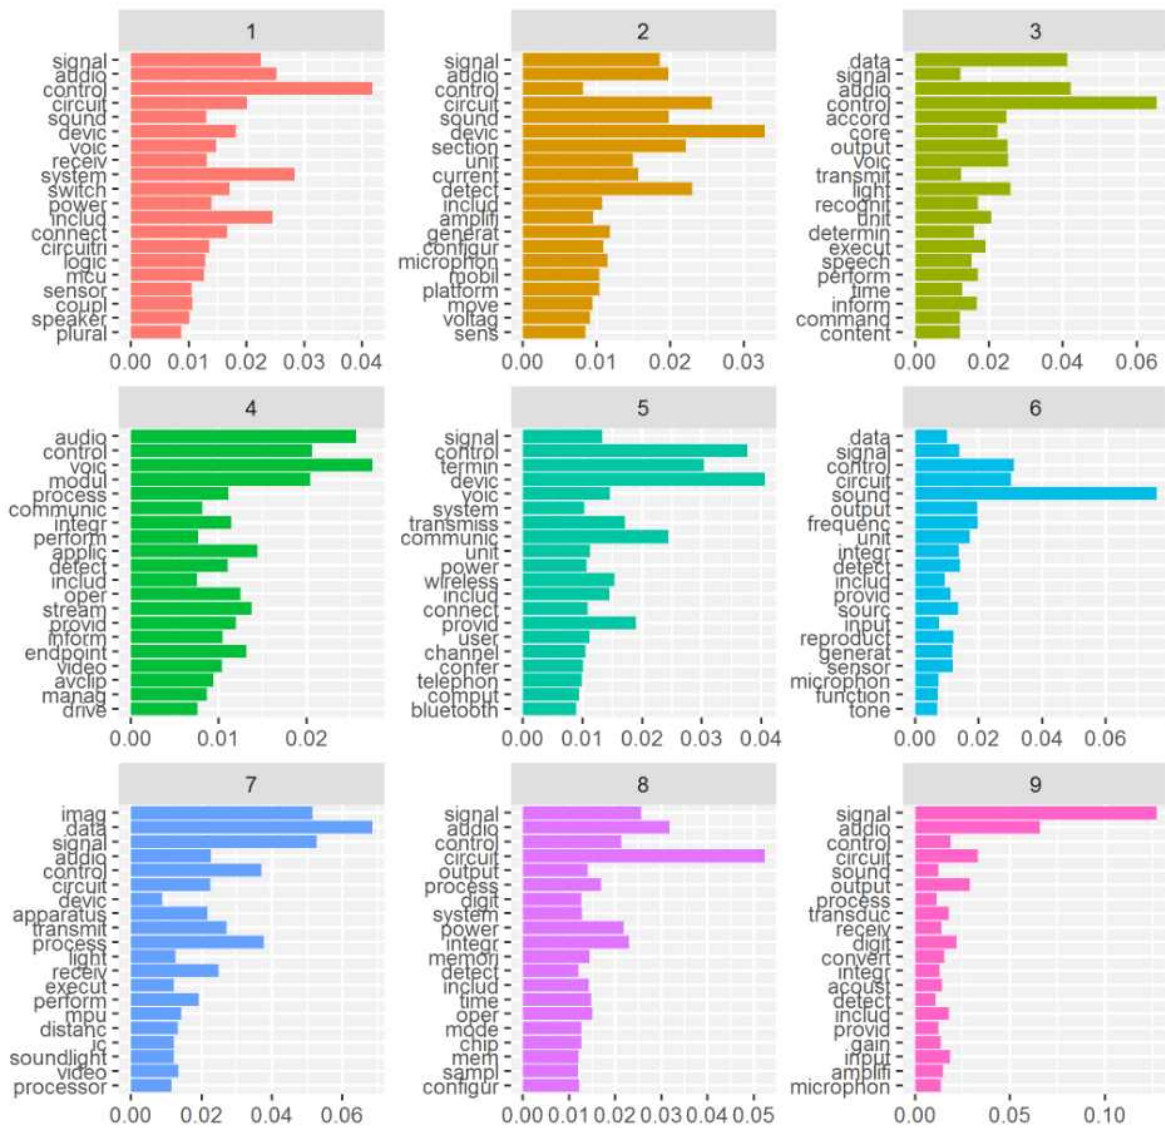 1
signal
audio
control
circuit
sound
devic
voic
receiv
system
switch
power
includ
connect
circuitri
logic
mcu
sensor
coupl
speaker
plural
0.00 0.01 0.02 0.03 0.04
2
signal
audio
control
circuit
sound
devic
section
unit
current
detect
includ
amplifi
generat
configur
microphon
mobil
platform
move
voltag
sens
0.00 0.01 0.02 0.03
3
data
signal
audio
control
accord
core
output
voic
transmit
light
recognit
unit
determin
execut
speech
perform
time
inform
command
content
0.00 0.02 0.04 0.06
4
audio
control
voic
modul
process
communic
integr
perform
applic
detect
includ
oper
stream
provid
inform
endpoint
video
avclip
manag
drive
0.00 0.01 0.02
5
signal
control
termin
devic
voic
system
transmiss
communic
unit
power
wireless
includ
connect
provid
user
channel
confer
telephon
comput
bluetooth
0.00 0.01 0.02 0.03 0.04
6
data
signal
control
circuit
sound
output
frequenc
unit
integr
detect
includ
provid
sourc
input
reproduct
generat
sensor
microphon
function
tone
0.00 0.02 0.04 0.06
7
imag
data
signal
audio
control
circuit
devic
apparatus
transmit
process
light
receiv
execut
perform
mpu
distanc
ic
soundlight
video
processor
0.00 0.02 0.04 0.06
8
signal
audio
control
circuit
output
process
digit
system
power
integr
memori
detect
includ
time
oper
mode
chip
mem
sampl
configur
0.00 0.01 0.02 0.03 0.04 0.05
9
signal
audio
control
circuit
sound
output
process
transduc
receiv
digit
convert
integr
acoust
detect
includ
provid
gain
input
amplifi
microphon
0.00 0.05 0.10